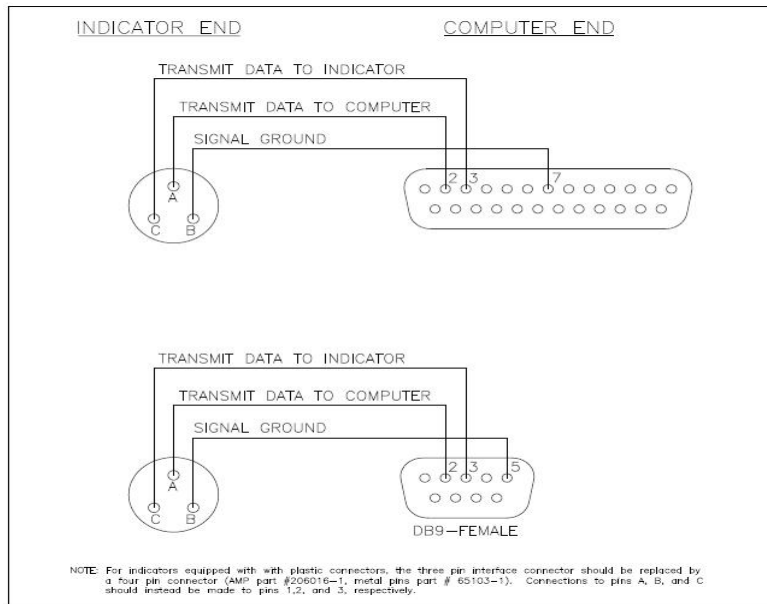 INDICATOR END
COMPUTER END
TRANSMIT DATA TO INDICATOR
TRANSMIT DATA TO COMPUTER
SIGNAL GROUND
2 3 7
A
C B
TRANSMIT DATA TO INDICATOR
TRANSMIT DATA TO COMPUTER
SIGNAL GROUND
2 3 5
A
C B
DB9-FEMALE
NOTE: For indicators equipped with with plastic connectors, the three pin interface connector should be replaced by
a four pin connector (AMP part #206016-1, metal pins part # 65103-1). Connections to pins A, B, and C
should instead be made to pins 1,2, and 3, respectively.